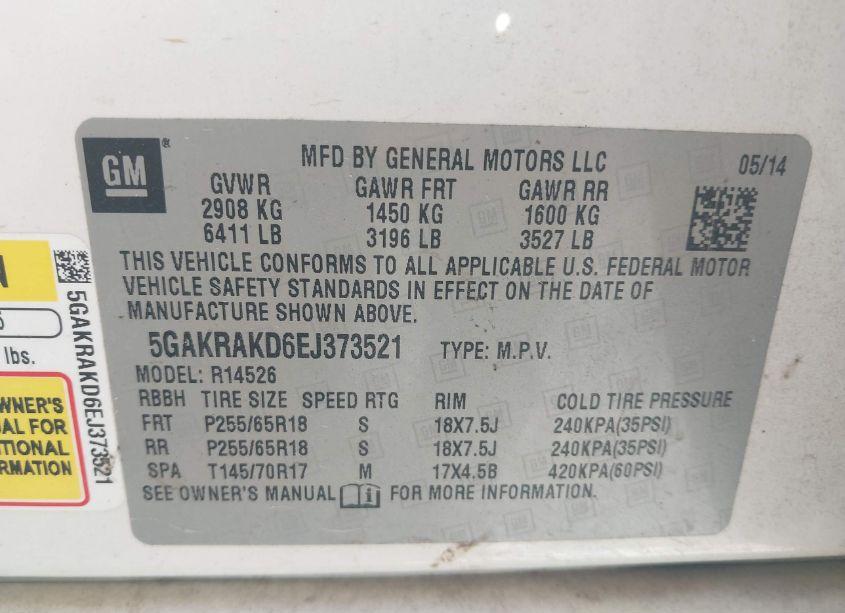 GM
MFD BY GENERAL MOTORS LLC 05/14
GVWR GAWR FRT GAWR RR
2908 KG 1450 KG 1600 KG
6411 LB 3196 LB 3527 LB
THIS VEHICLE CONFORMS TO ALL APPLICABLE U.S. FEDERAL MOTOR
VEHICLE SAFETY STANDARDS IN EFFECT ON THE DATE OF
MANUFACTURE SHOWN ABOVE.
5GAKRAKD6EJ373521 TYPE: M.P.V.
MODEL: R14526
RBBH TIRE SIZE SPEED RTG RIM COLD TIRE PRESSURE
FRT P255/65R18 S 18X7.5J 240KPA(35PSI)
RR P255/65R18 S 18X7.5J 240KPA(35PSI)
SPA T145/70R17 M 17X4.5B 420KPA(60PSI)
SEE OWNER'S MANUAL FOR MORE INFORMATION.
5GAKRAKD6EJ373521
lbs.
WNER'S
AL FOR
ITIONAL
RMATION